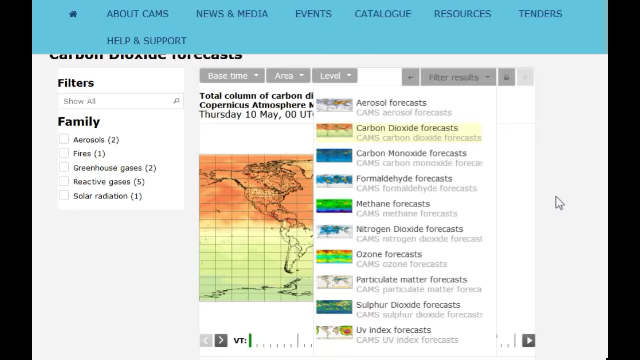 ABOUT CAMS NEWS & MEDIA EVENTS CATALOGUE RESOURCES TENDERS
HELP & SUPPORT
Carbon Dioxide forecasts
Filters
Show All
Family
Aerosols (2)
Fires (1)
Greenhouse gases (2)
Reactive gases (5)
Solar radiation (1)
Base time Area Level Filter results
Total column of carbon di
Copernicus Atmosphere M
Thursday 10 May, 00 UT
Aerosol forecasts
CAMS aerosol forecasts
Carbon Dioxide forecasts
CAMS carbon dioxide forecasts
Carbon Monoxide forecasts
CAMS carbon monoxide forecas
Formaldehyde forecasts
CAMS formaldehyde forecasts
Methane forecasts
CAMS methane forecasts
Nitrogen Dioxide forecasts
CAMS nitrogen dioxide forecas
Ozone forecasts
CAMS ozone forecasts
Particulate matter forecasts
CAMS particulate matter foreca
Sulphur Dioxide forecasts
CAMS sulphur dioxide forecasts
Uv index forecasts
CAMS UV index forecasts
VT: